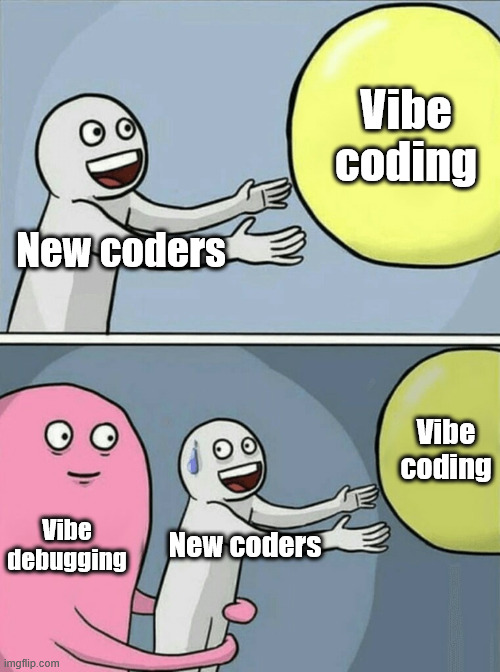 Vibe
coding
New coders
Vibe
coding
Vibe
debugging
New coders
imgflip.com